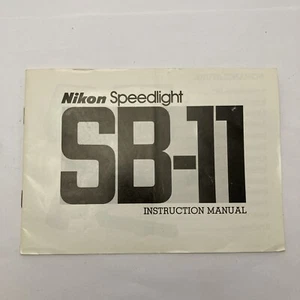 Nikon Speedlight
SB-11
INSTRUCTION MANUAL